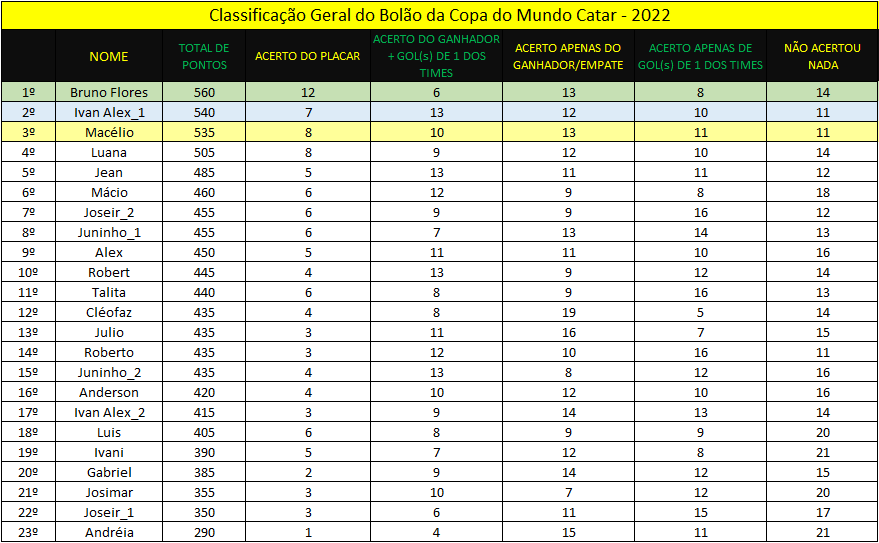 Classificação Geral do Bolão da Copa do Mundo Catar - 2022
NOME TOTAL DE PONTOS ACERTO DO PLACAR ACERTO DO GANHADOR + GOL(s) DE 1 DOS TIMES ACERTO APENAS DO GANHADOR/EMPATE ACERTO APENAS DE GOL(s) DE 1 DOS TIMES NÃO ACERTOU NADA
1º Bruno Flores 560 12 6 13 8 14
2º Ivan Alex_1 540 7 13 12 10 11
3º Macélio 535 8 10 13 11 11
4º Luana 505 8 9 12 10 14
5º Jean 485 5 13 11 11 12
6º Mácio 460 6 12 9 8 18
7º Joseir_2 455 6 9 9 16 12
8º Juninho_1 455 6 7 13 14 13
9º Alex 450 5 11 11 10 16
10º Robert 445 4 13 9 12 14
11º Talita 440 6 8 9 16 13
12º Cléofaz 435 4 8 19 5 14
13º Julio 435 3 11 16 7 15
14º Roberto 435 3 12 10 16 11
15º Juninho_2 435 4 13 8 12 16
16º Anderson 420 4 10 12 10 16
17º Ivan Alex_2 415 3 9 14 13 14
18º Luis 405 6 8 9 9 20
19º Ivani 390 5 7 12 8 21
20º Gabriel 385 2 9 14 12 15
21º Josimar 355 3 10 7 12 20
22º Joseir_1 350 3 6 11 15 17
23º Andréia 290 1 4 15 11 21